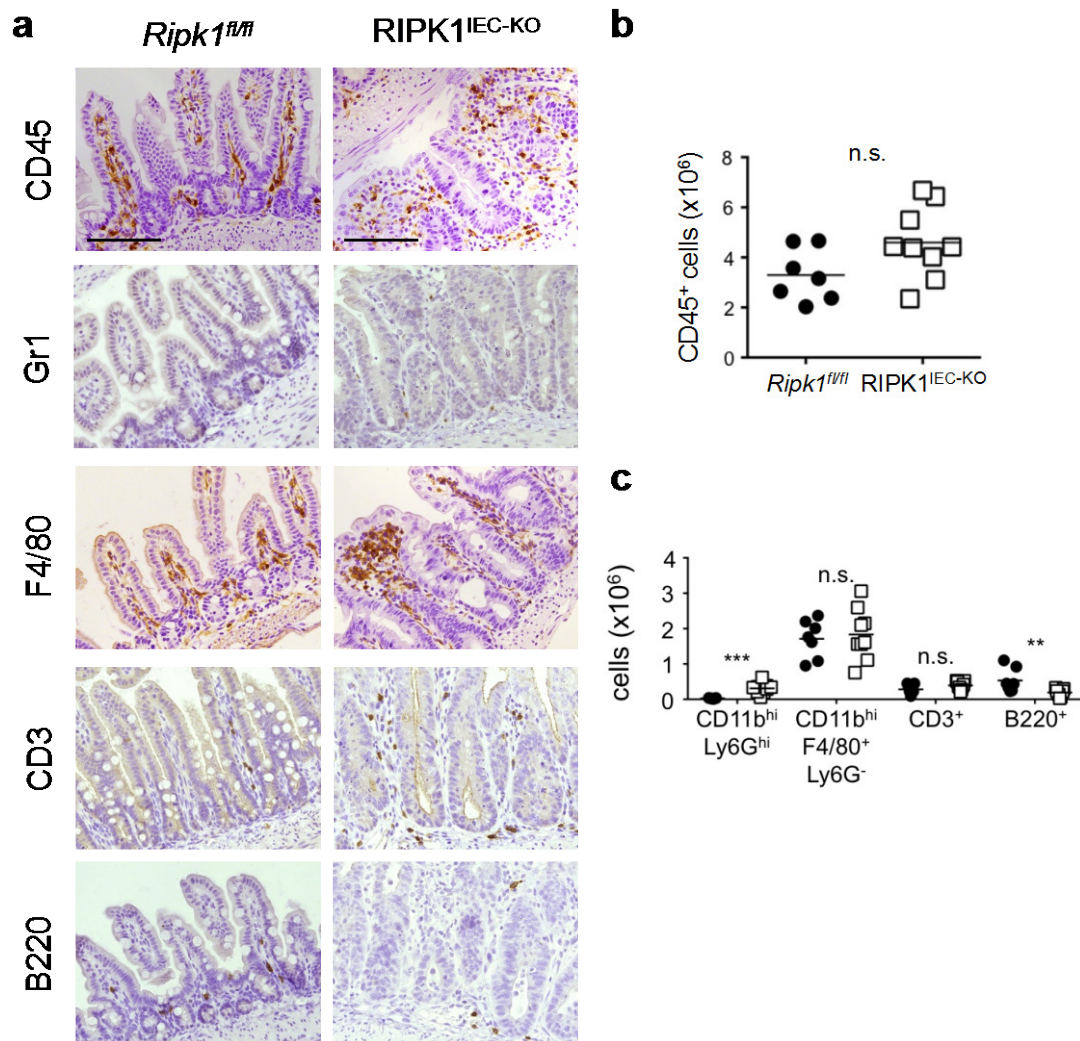 a
Ripk1fl/fl
RIPK1IEC-KO
CD45
Gr1
F4/80
CD3
B220
b
n.s.
CD45+ cells (x10⁶)
8
6
4
2
0
Ripk1fl/fl
RIPK1IEC-KO
c
cells (x10⁶)
4
3
2
1
0
***
n.s.
n.s.
**
CD11bhi
Ly6Ghi
CD11bhi
F4/80+
Ly6G-
CD3+
B220+